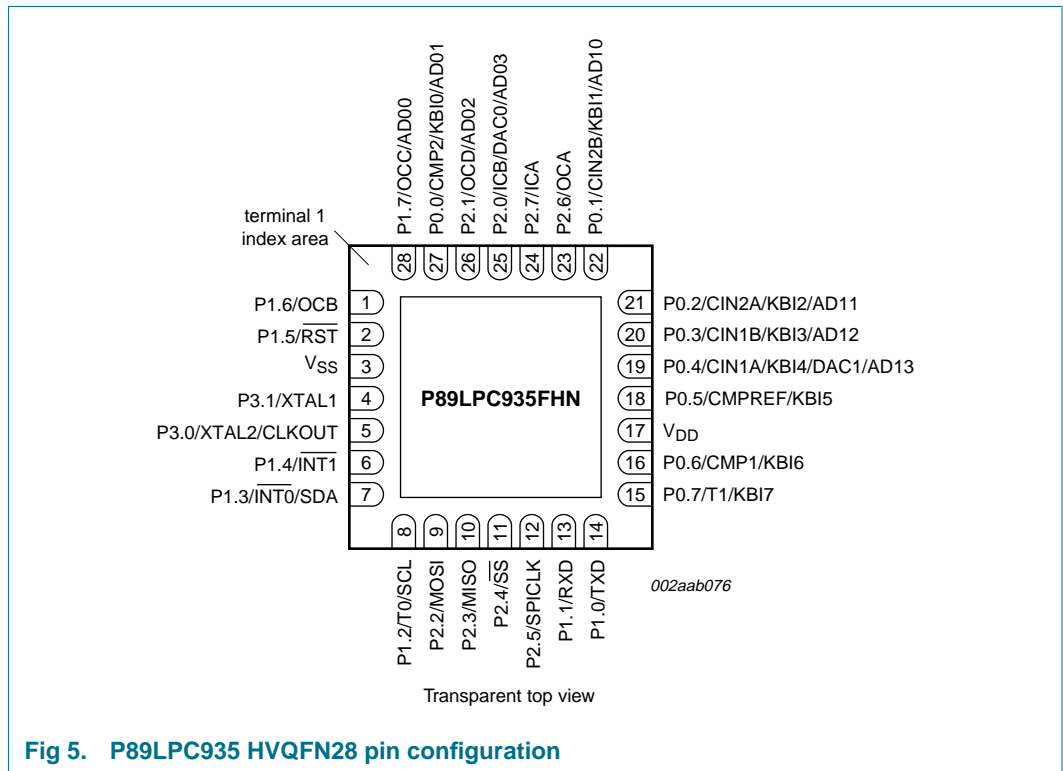 P1.7/OCC/AD00
P0.0/CMP2/KBI0/AD01
P2.1/OCD/AD02
P2.0/ICB/DAC0/AD03
P2.7/ICA
P2.6/OCA
P0.1/CIN2B/KBI1/AD10
terminal 1
index area
28
27
26
25
24
23
22
P1.6/OCB 1
P1.5/R̅S̅T̅ 2
VSS 3
P3.1/XTAL1 4
P3.0/XTAL2/CLKOUT 5
P1.4/I̅N̅T̅1̅ 6
P1.3/I̅N̅T̅0̅/SDA 7
P89LPC935FHN
21 P0.2/CIN2A/KBI2/AD11
20 P0.3/CIN1B/KBI3/AD12
19 P0.4/CIN1A/KBI4/DAC1/AD13
18 P0.5/CMPREF/KBI5
17 VDD
16 P0.6/CMP1/KBI6
15 P0.7/T1/KBI7
8
9
10
11
12
13
14
P1.2/T0/SCL
P2.2/MOSI
P2.3/MISO
P2.4/S̅S̅
P2.5/SPICLK
P1.1/RXD
P1.0/TXD
002aab076
Transparent top view
Fig 5. P89LPC935 HVQFN28 pin configuration